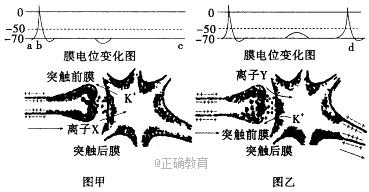 0
-50
-70
a b
c
膜电位变化图
突触前膜
K⁺
离子X
突触后膜
图甲
0
-50
-70
d
膜电位变化图
离子Y
K⁺
突触前膜
突触后膜
图乙
@正确教育